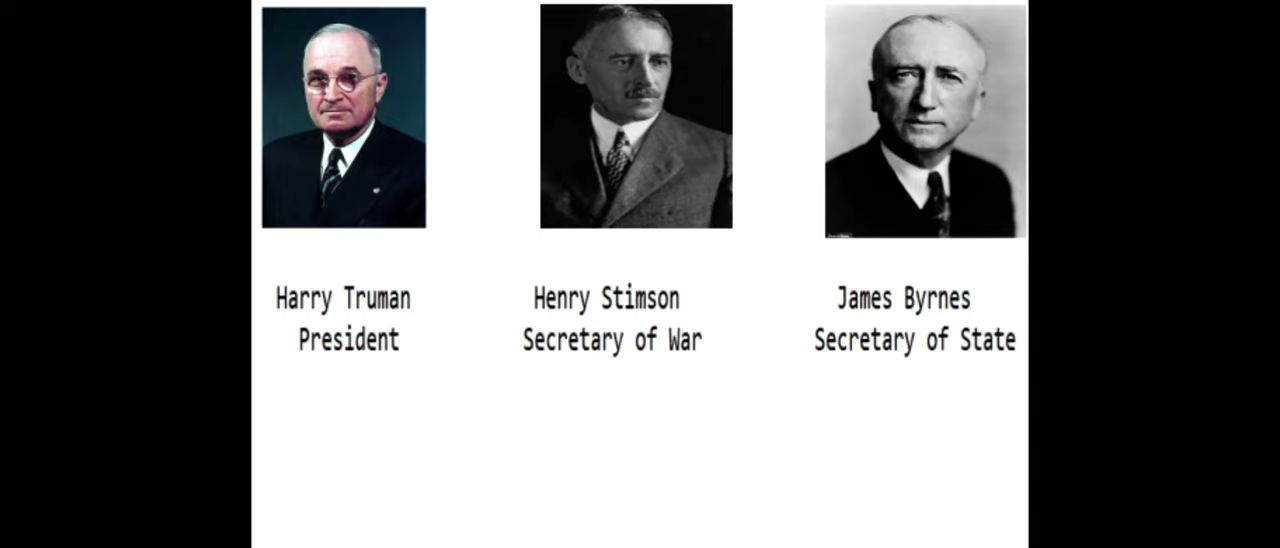 Harry Truman
President
Henry Stimson
Secretary of War
James Byrnes
Secretary of State